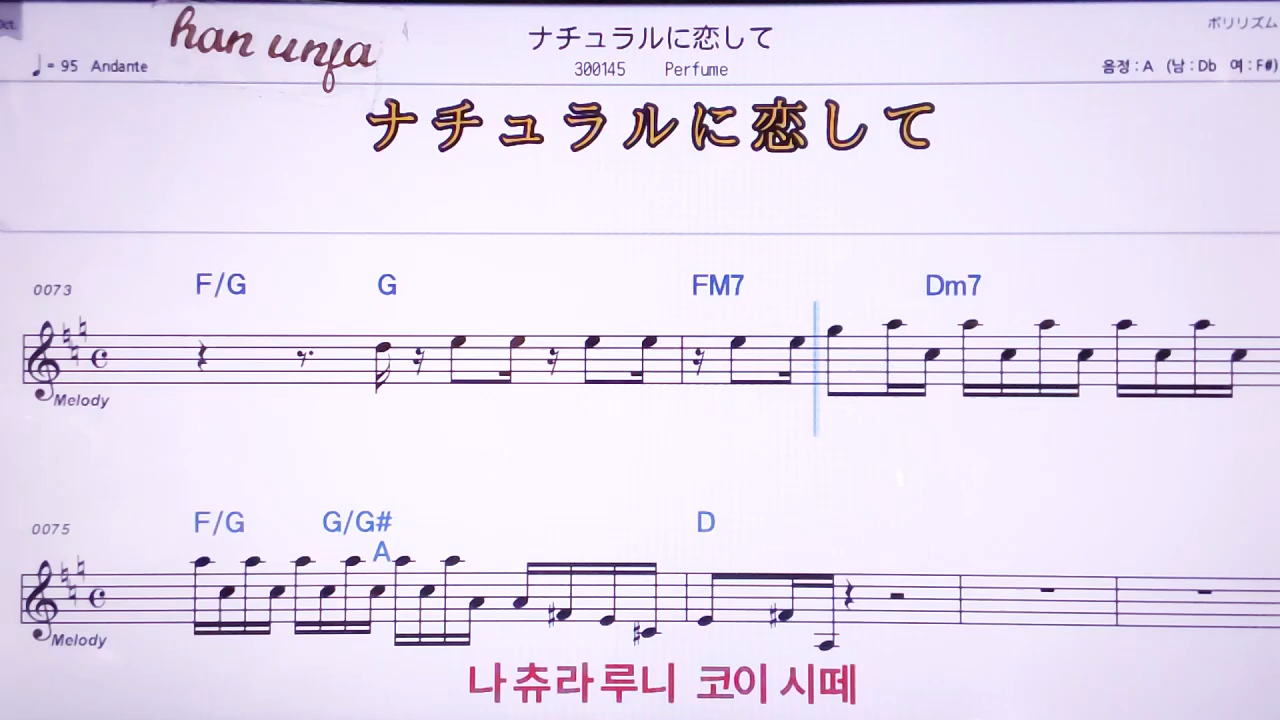 Oct.
han unfa
ナチュラルに恋して
ポリリズム
♩= 95 Andante
300145 Perfume
음정 : A (남 : Db 여 : F#)
ナチュラルに恋して
F/G G FM7 Dm7
0073
Melody
F/G G/G# D
0075
A
Melody
나츄라루니 코이 시떼